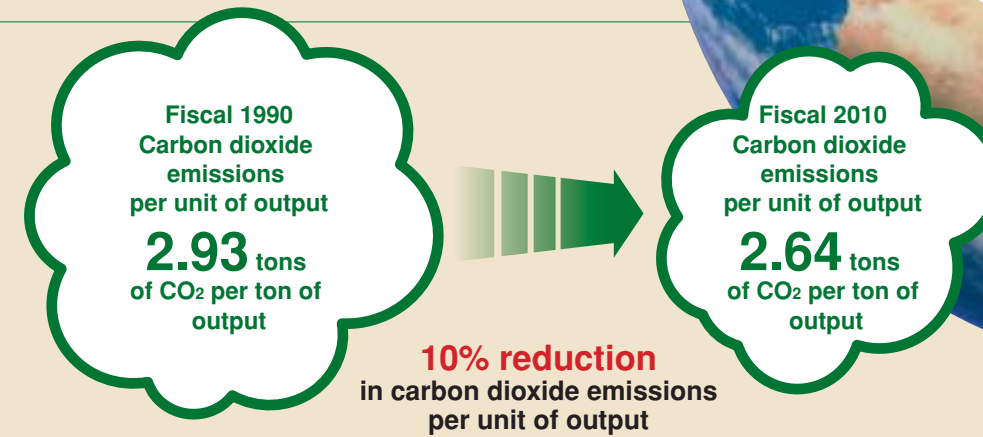 Fiscal 1990
Carbon dioxide
emissions
per unit of output
2.93 tons
of CO₂ per ton of
output
Fiscal 2010
Carbon dioxide
emissions
per unit of output
2.64 tons
of CO₂ per ton of
output
10% reduction
in carbon dioxide emissions
per unit of output